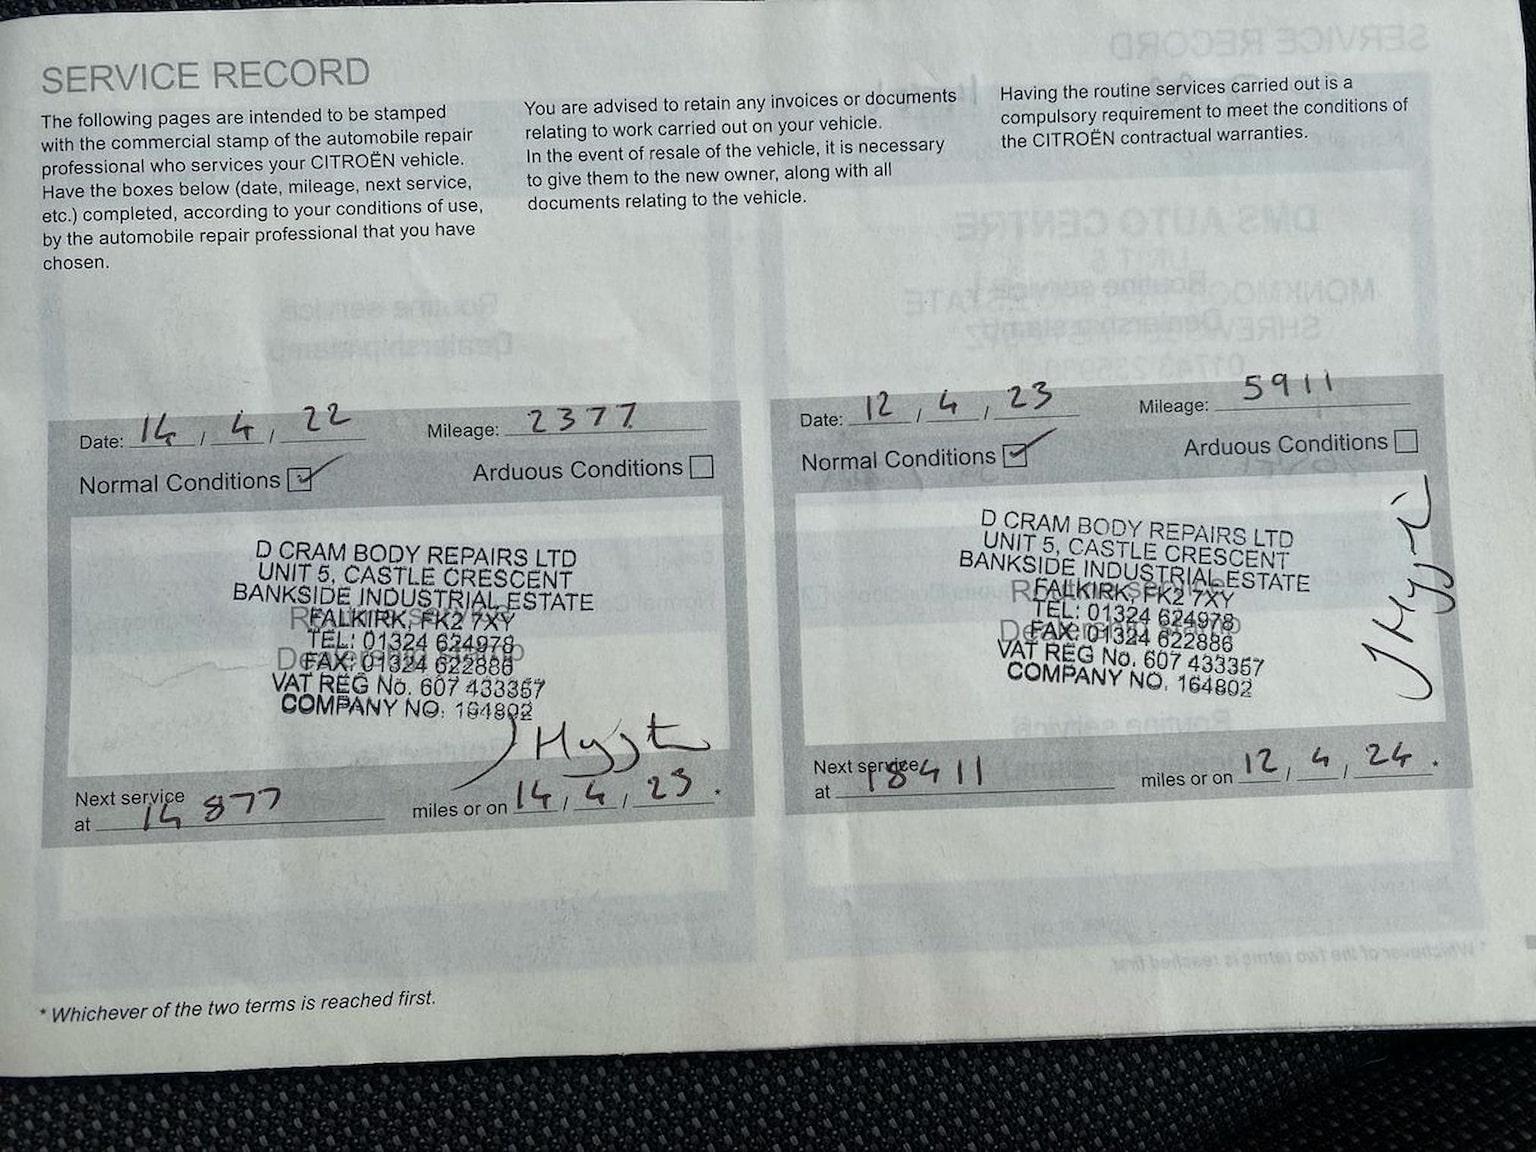 SERVICE RECORD
The following pages are intended to be stamped
with the commercial stamp of the automobile repair
professional who services your CITROËN vehicle.
Have the boxes below (date, mileage, next service,
etc.) completed, according to your conditions of use,
by the automobile repair professional that you have
chosen.
You are advised to retain any invoices or documents
relating to work carried out on your vehicle.
In the event of resale of the vehicle, it is necessary
to give them to the new owner, along with all
documents relating to the vehicle.
Having the routine services carried out is a
compulsory requirement to meet the conditions of
the CITROËN contractual warranties.
Date: 14 / 4 / 22 Mileage: 2377
Normal Conditions Arduous Conditions
D CRAM BODY REPAIRS LTD
UNIT 5, CASTLE CRESCENT
BANKSIDE INDUSTRIAL ESTATE
Routine service
FALKIRK, FK2 7XY
TEL: 01324 624978
Dealership stamp
FAX: 01324 622886
VAT REG No. 607 433367
COMPANY NO. 164802
Next service
at 14877 miles or on 14 / 4 / 23 *
Date: 12 / 4 / 23 Mileage: 5911
Normal Conditions Arduous Conditions
D CRAM BODY REPAIRS LTD
UNIT 5, CASTLE CRESCENT
BANKSIDE INDUSTRIAL ESTATE
Routine service
FALKIRK, FK2 7XY
TEL: 01324 624978
Dealership stamp
FAX: 01324 622886
VAT REG No. 607 433367
COMPANY NO. 164802
Next service
at 18411 miles or on 12 / 4 / 24 *
* Whichever of the two terms is reached first.